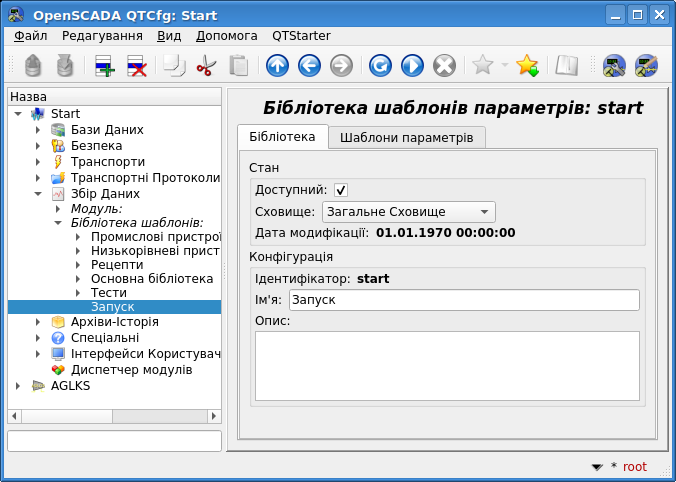 OpenSCADA QTCfg: Start
Файл Редагування Вид Допомога QTStarter
Назва
Start
Бази Даних
Безпека
Транспорти
Транспортні Протоколи
Збір Даних
Модуль:
Бібліотека шаблонів:
Промислові пристрої
Низькорівневі прист
Рецепти
Основна бібліотека
Тести
Запуск
Архіви-Історія
Спеціальні
Інтерфейси Користувач
Диспетчер модулів
AGLKS
Бібліотека шаблонів параметрів: start
Бібліотека Шаблони параметрів
Стан
Доступний:
Сховище: Загальне Сховище
Дата модифікації: 01.01.1970 00:00:00
Конфігурація
Ідентифікатор: start
Ім'я: Запуск
Опис:
* root